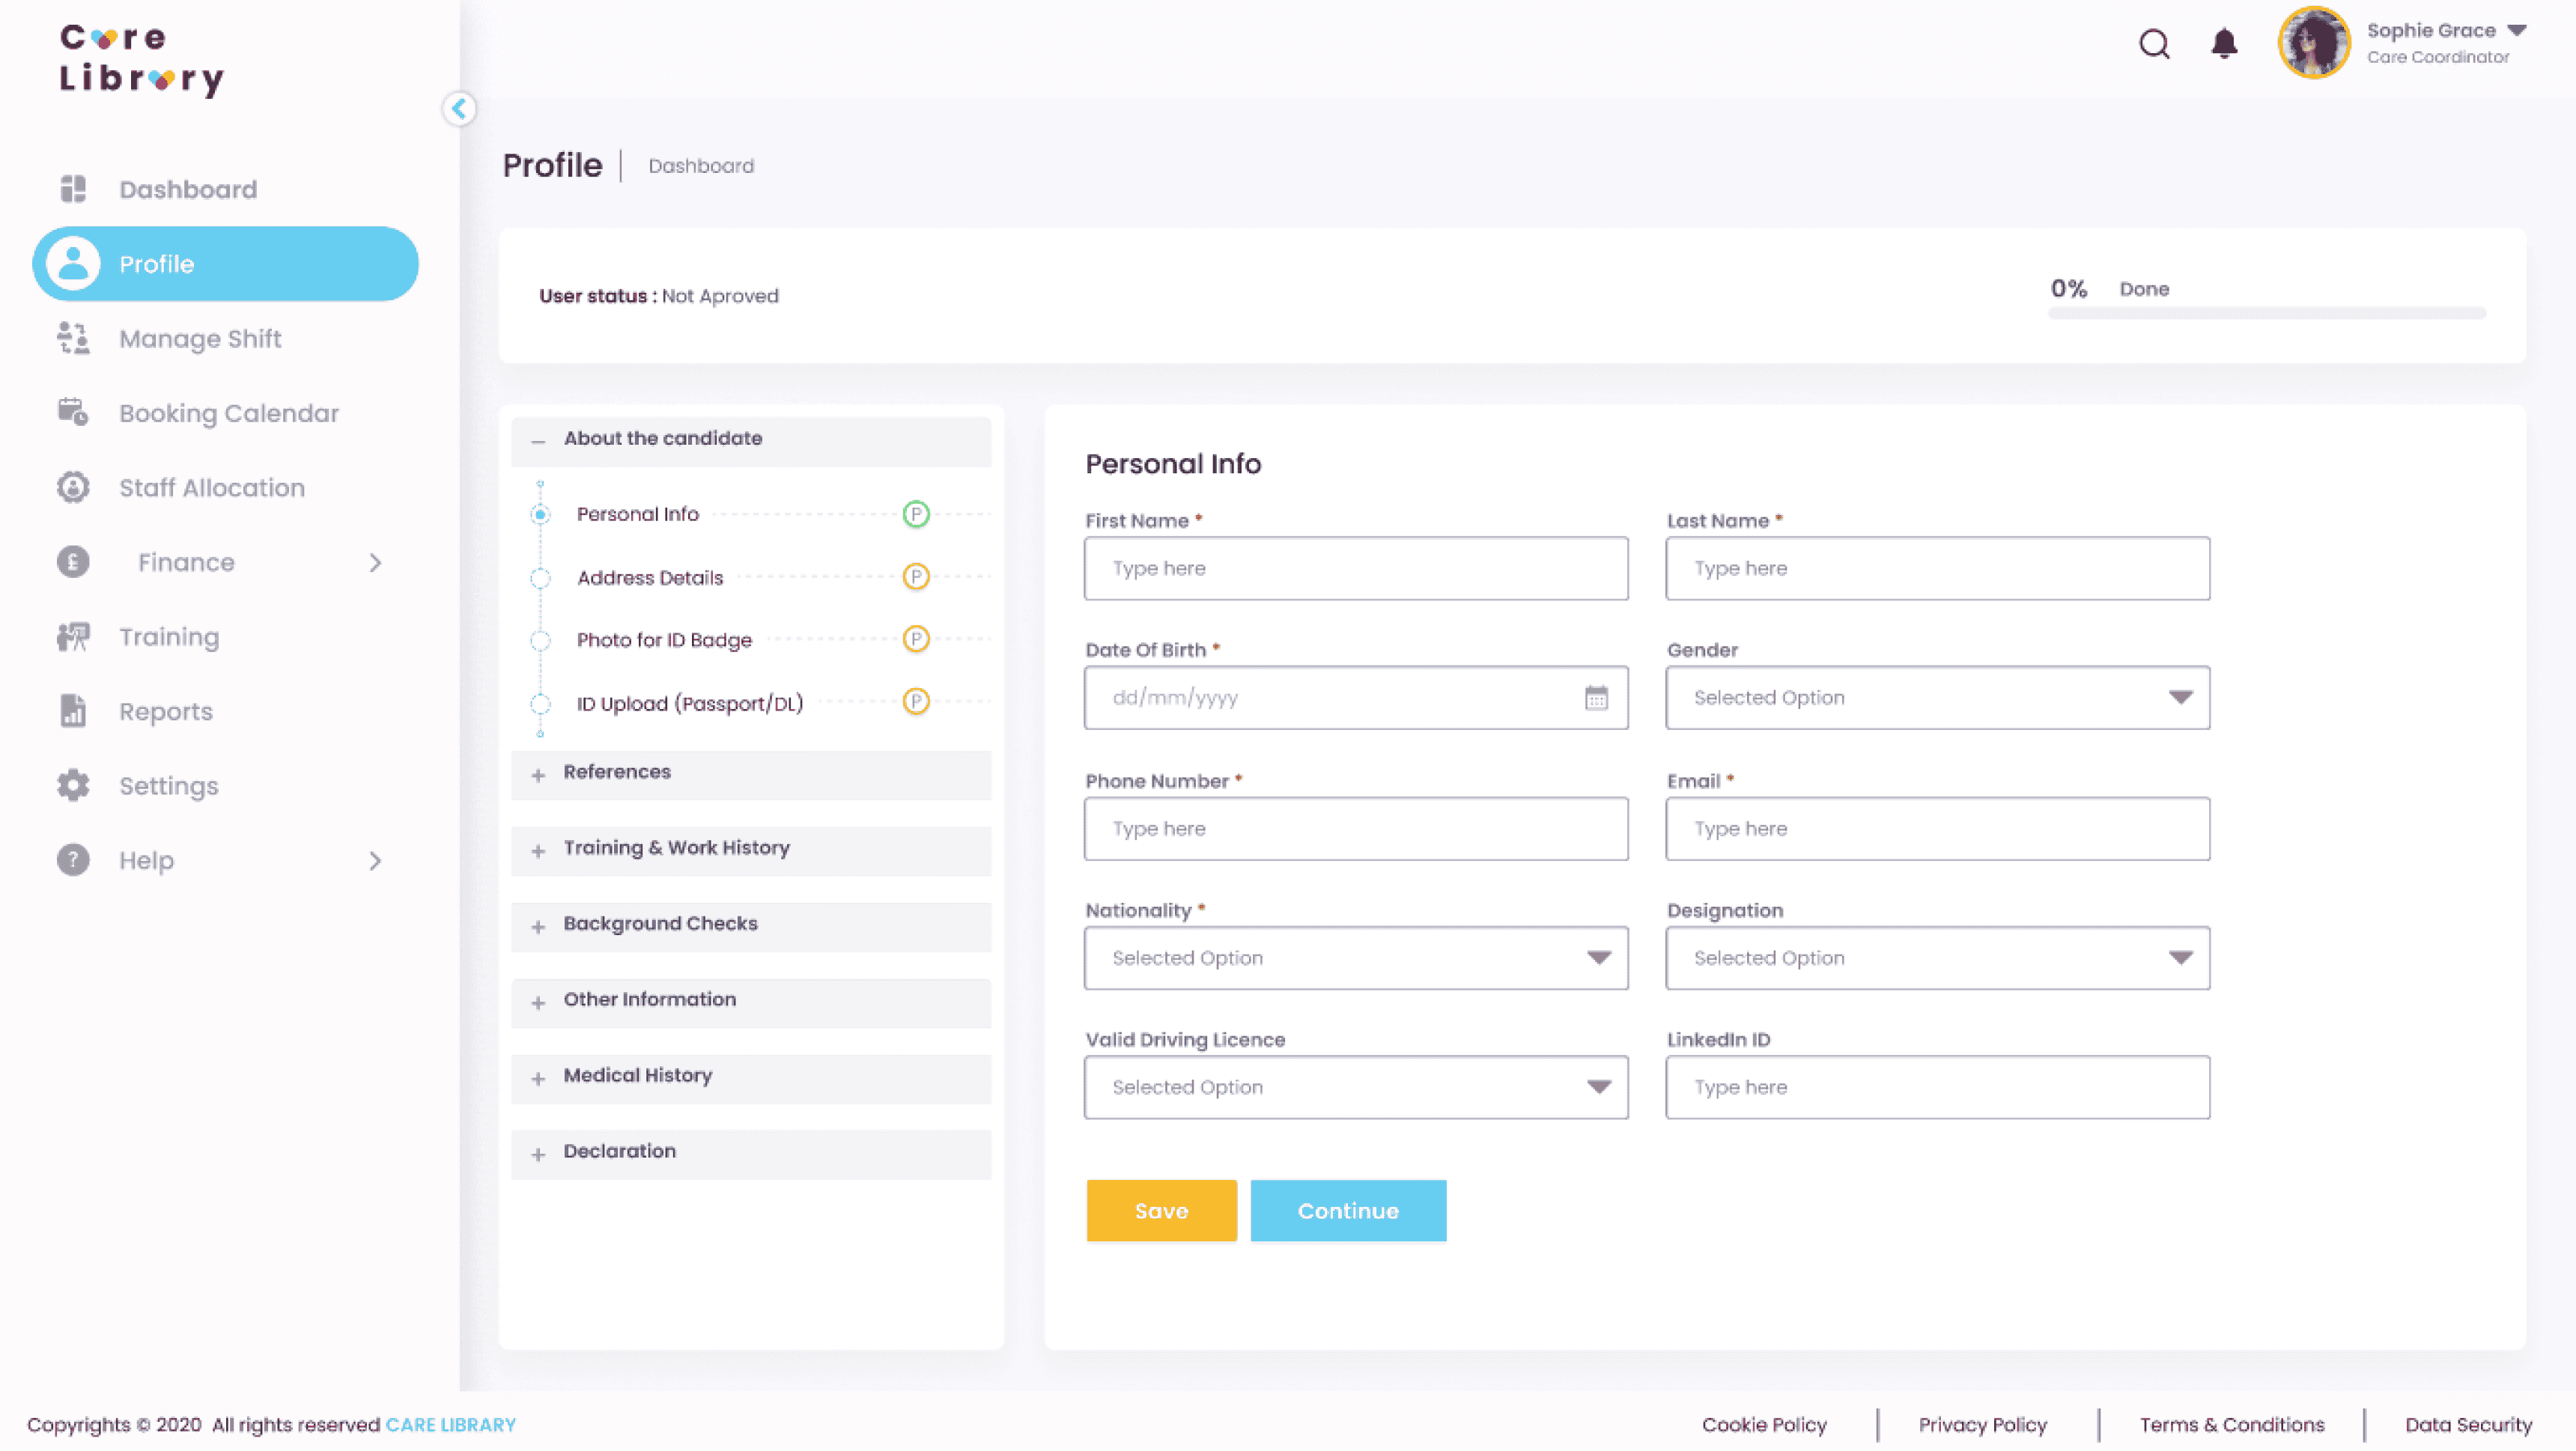 Care
Library
Sophie Grace
Care Coordinator
Dashboard
Profile
Manage Shift
Booking Calendar
Staff Allocation
£ Finance
Training
Reports
Settings
? Help
Profile | Dashboard
User status : Not Aproved
0% Done
About the candidate
Personal Info P
Address Details P
Photo for ID Badge P
ID Upload (Passport/DL) P
References
Training & Work History
Background Checks
Other Information
Medical History
Declaration
Personal Info
First Name * Last Name *
Type here Type here
Date Of Birth * Gender
dd/mm/yyyy Selected Option
Phone Number * Email *
Type here Type here
Nationality * Designation
Selected Option Selected Option
Valid Driving Licence LinkedIn ID
Selected Option Type here
Save Continue
Copyrights © 2020 All rights reserved CARE LIBRARY Cookie Policy | Privacy Policy | Terms & Conditions | Data Security